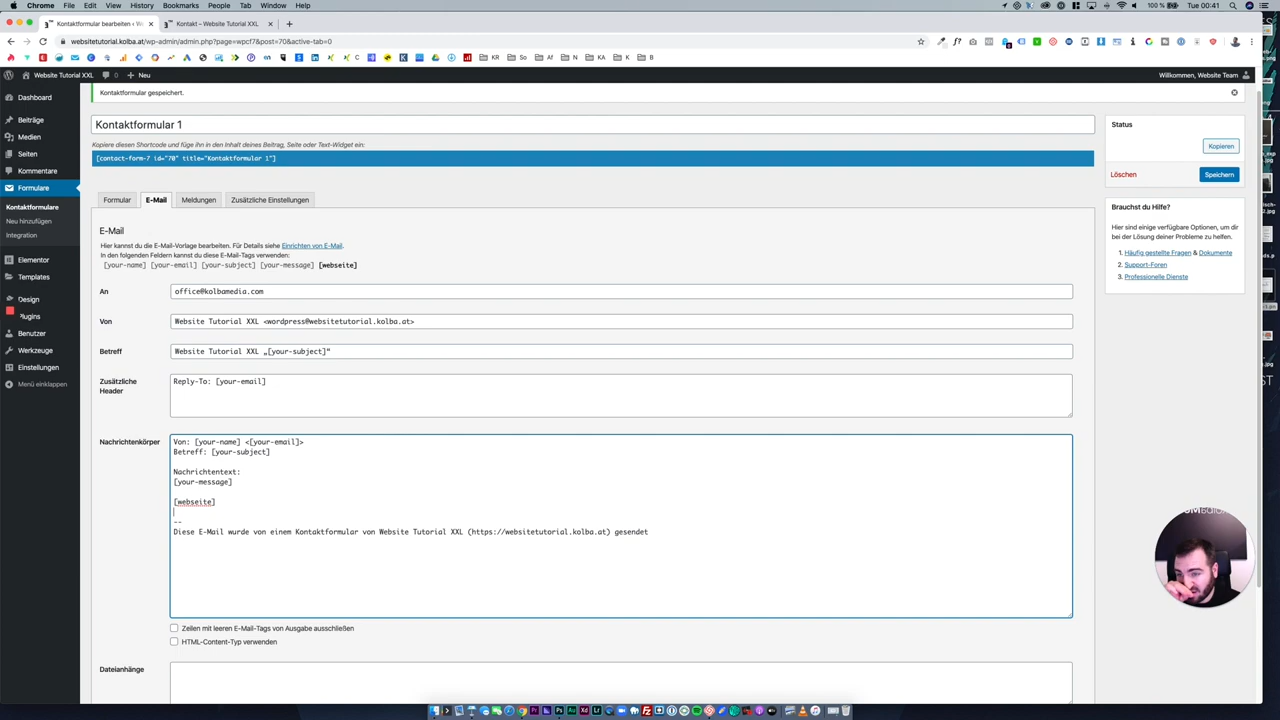 Chrome File Edit View History Bookmarks People Tab Window Help 100 % Tue 00:41
Kontaktformular bearbeiten ‹ W
Kontakt – Website Tutorial XXL
websitetutorial.kolba.at/wp-admin/admin.php?page=wpcf7&post=70&active-tab=0
KR So Af N KA K B
Website Tutorial XXL 0 Neu Willkommen, Website Team
Dashboard
Beiträge
Medien
Seiten
Kommentare
Formulare
Kontaktformulare
Neu hinzufügen
Integration
Elementor
Templates
Design
Plugins
Benutzer
Werkzeuge
Einstellungen
Menü einklappen
Kontaktformular gespeichert.
Kontaktformular 1
Kopiere diesen Shortcode und füge ihn in den Inhalt deines Beitrag, Seite oder Text-Widget ein:
[contact-form-7 id="70" title="Kontaktformular 1"]
Formular E-Mail Meldungen Zusätzliche Einstellungen
E-Mail
Hier kannst du die E-Mail-Vorlage bearbeiten. Für Details siehe Einrichten von E-Mail.
In den folgenden Feldern kannst du diese E-Mail-Tags verwenden:
[your-name] [your-email] [your-subject] [your-message] [webseite]
An office@kolbamedia.com
Von Website Tutorial XXL <wordpress@websitetutorial.kolba.at>
Betreff Website Tutorial XXL „[your-subject]“
Zusätzliche Header
Reply-To: [your-email]
Nachrichtenkörper
Von: [your-name] <[your-email]>
Betreff: [your-subject]
Nachrichtentext:
[your-message]
[webseite]
--
Diese E-Mail wurde von einem Kontaktformular von Website Tutorial XXL (https://websitetutorial.kolba.at) gesendet
Zeilen mit leeren E-Mail-Tags von Ausgabe ausschließen
HTML-Content-Typ verwenden
Dateianhänge
Status
Kopieren
Löschen Speichern
Brauchst du Hilfe?
Hier sind einige verfügbare Optionen, um dir
bei der Lösung deiner Probleme zu helfen.
1. Häufig gestellte Fragen & Dokumente
2. Support-Foren
3. Professionelle Dienste